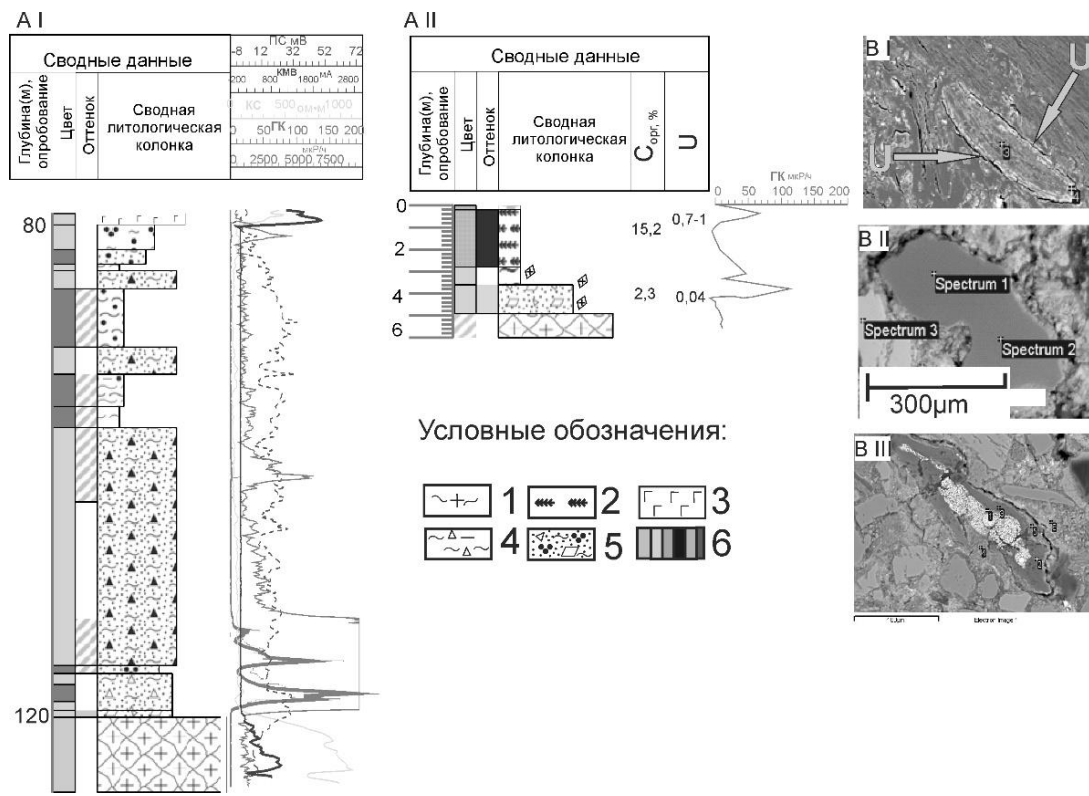 A I
Сводные данные
Глубина(м),
опробование
Цвет
Оттенок
Сводная
литологическая
колонка
ПС мВ
-8 12 32 52 72
КМВ
200 800 1800 мА 2800
КС 500 ом*м 1000
ГК
0 50 100 150 200
мкР/ч
0 2500 5000 7500
80
120
A II
Сводные данные
Глубина(м),
опробование
Цвет
Оттенок
Сводная
литологическая
колонка
Cорг, %
U
ГК мкР/ч
0 50 100 150 200
0
2
4
6
15,2
0,7-1
2,3
0,04
Условные обозначения:
1 2 3
4 5 6
B I
U
U
B II
Spectrum 1
Spectrum 3
Spectrum 2
300µm
B III
Electron Image 1